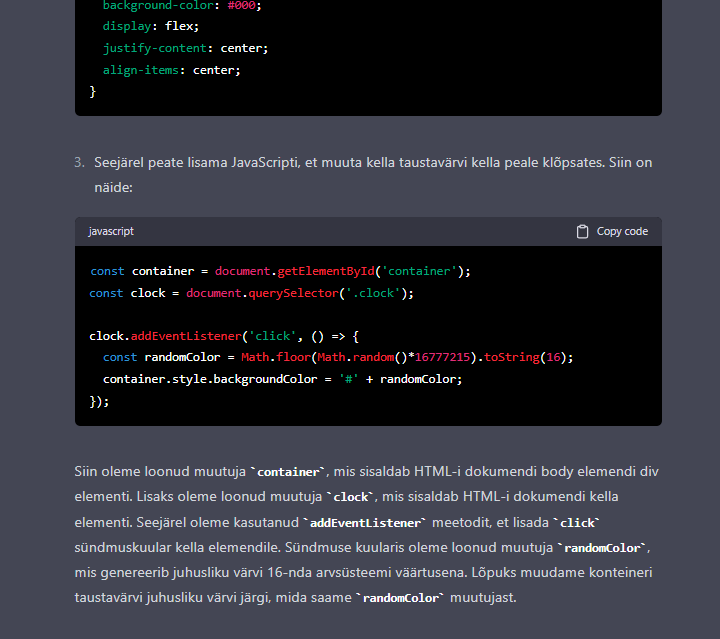 background-color: #000;
display: flex;
justify-content: center;
align-items: center;
}
3. Seejärel peate lisama JavaScripti, et muuta kella taustavärvi kella peale klõpsates. Siin on
näide:
javascript Copy code
const container = document.getElementById('container');
const clock = document.querySelector('.clock');
clock.addEventListener('click', () => {
const randomColor = Math.floor(Math.random()*16777215).toString(16);
container.style.backgroundColor = '#' + randomColor;
});
Siin oleme loonud muutuja `container`, mis sisaldab HTML-i dokumendi body elemendi div
elementi. Lisaks oleme loonud muutuja `clock`, mis sisaldab HTML-i dokumendi kella
elementi. Seejärel oleme kasutanud `addEventListener` meetodit, et lisada `click`
sündmuskuular kella elemendile. Sündmuse kuularis oleme loonud muutuja `randomColor`,
mis genereerib juhusliku värvi 16-nda arvsüsteemi väärtusena. Lõpuks muudame konteineri
taustavärvi juhusliku värvi järgi, mida saame `randomColor` muutujast.